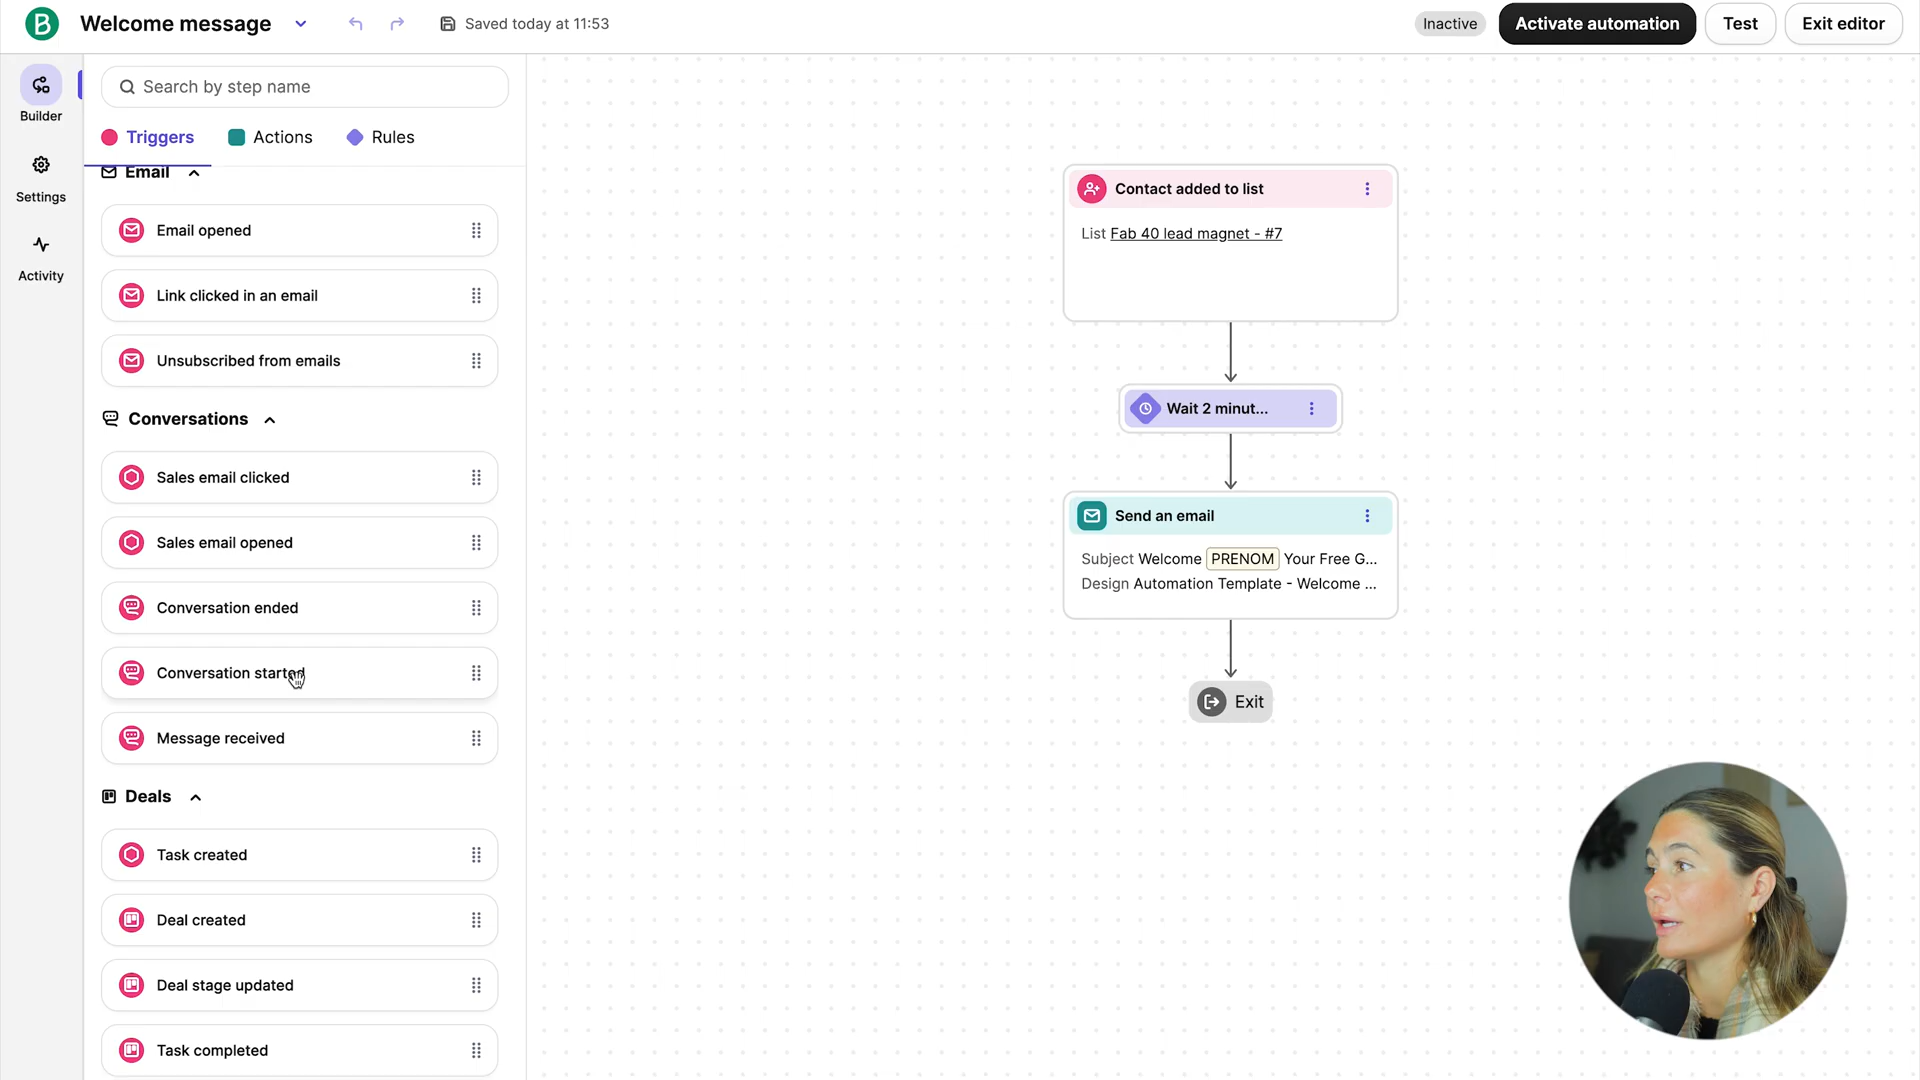 B
Welcome message
Saved today at 11:53
Inactive
Activate automation
Test
Exit editor
Builder
Settings
Activity
Search by step name
Triggers
Actions
Rules
Email
Email opened
Link clicked in an email
Unsubscribed from emails
Conversations
Sales email clicked
Sales email opened
Conversation ended
Conversation started
Message received
Deals
Task created
Deal created
Deal stage updated
Task completed
Contact added to list
List Fab 40 lead magnet - #7
Wait 2 minut...
Send an email
Subject Welcome PRENOM Your Free G...
Design Automation Template - Welcome ...
Exit